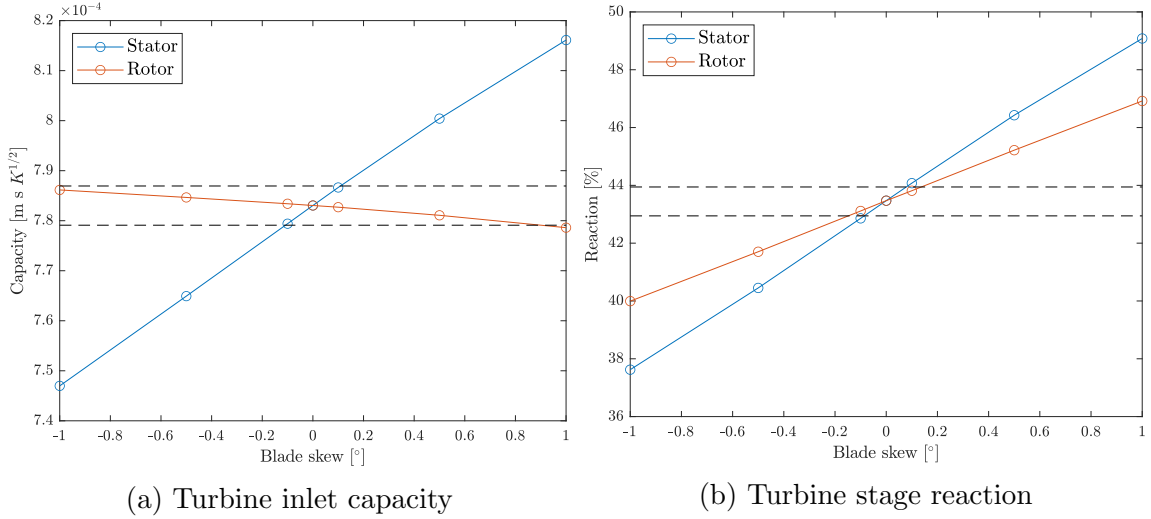 ×10⁻⁴
8.2
8.1
8
7.9
7.8
7.7
7.6
7.5
7.4
Capacity [m s K^{1/2}]
Stator
Rotor
-1 -0.8 -0.6 -0.4 -0.2 0 0.2 0.4 0.6 0.8 1
Blade skew [°]
(a) Turbine inlet capacity
50
48
46
44
42
40
38
36
Reaction [%]
Stator
Rotor
-1 -0.8 -0.6 -0.4 -0.2 0 0.2 0.4 0.6 0.8 1
Blade skew [°]
(b) Turbine stage reaction